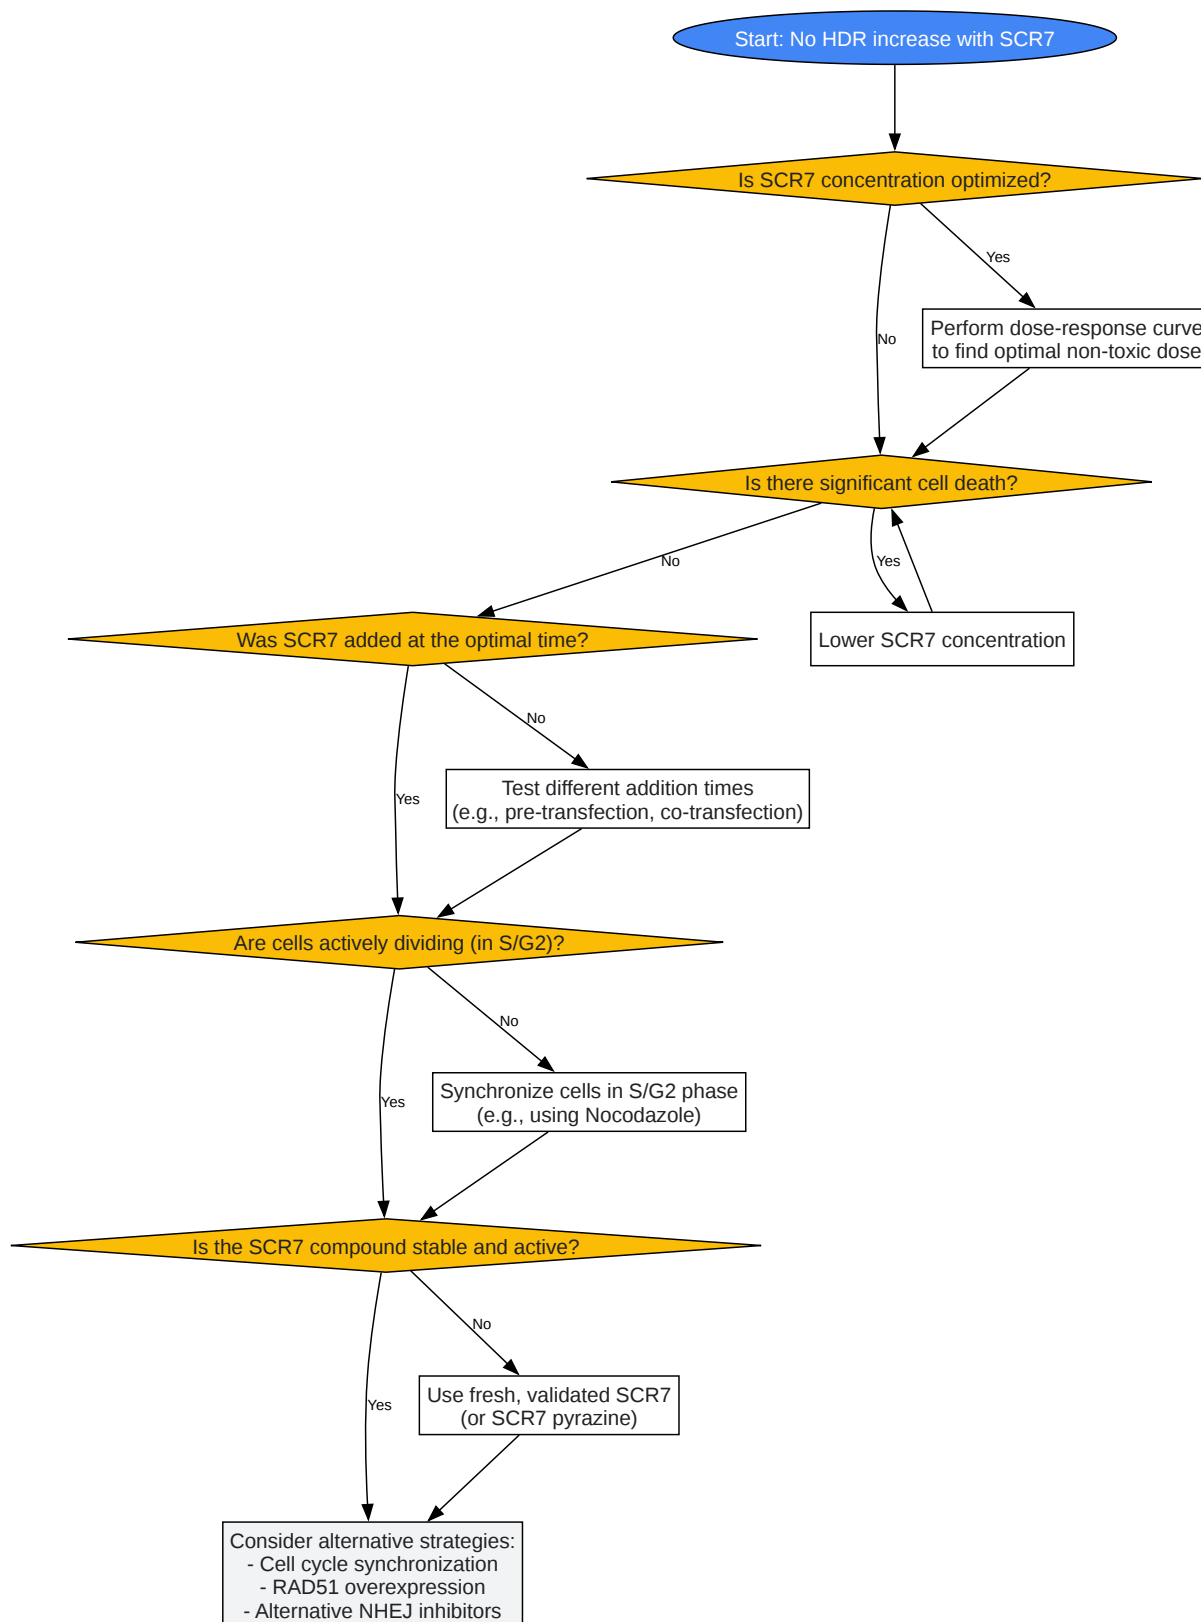 Start: No HDR increase with SCR7
Is SCR7 concentration optimized?
Yes
No
Perform dose-response curve
to find optimal non-toxic dose
Is there significant cell death?
No
Yes
Lower SCR7 concentration
Was SCR7 added at the optimal time?
No
Yes
Test different addition times
(e.g., pre-transfection, co-transfection)
Are cells actively dividing (in S/G2)?
No
Yes
Synchronize cells in S/G2 phase
(e.g., using Nocodazole)
Is the SCR7 compound stable and active?
No
Yes
Use fresh, validated SCR7
(or SCR7 pyrazine)
Consider alternative strategies:
- Cell cycle synchronization
- RAD51 overexpression
- Alternative NHEJ inhibitors